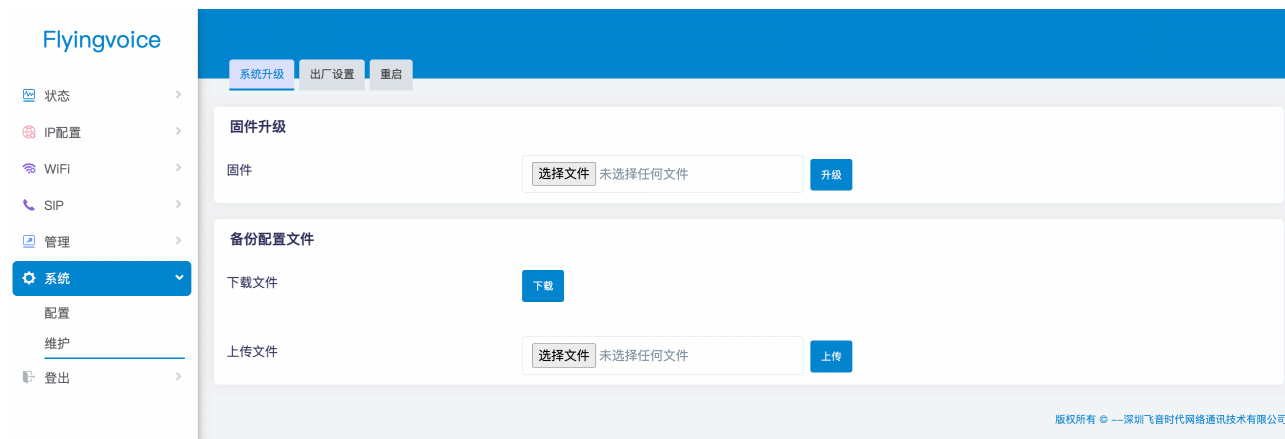 Flyingvoice
状态
IP配置
WiFi
SIP
管理
系统
配置
维护
登出
系统升级 出厂设置 重启
固件升级
固件 选择文件 未选择任何文件 升级
备份配置文件
下载文件 下载
上传文件 选择文件 未选择任何文件 上传
版权所有 © ––深圳飞音时代网络通讯技术有限公司